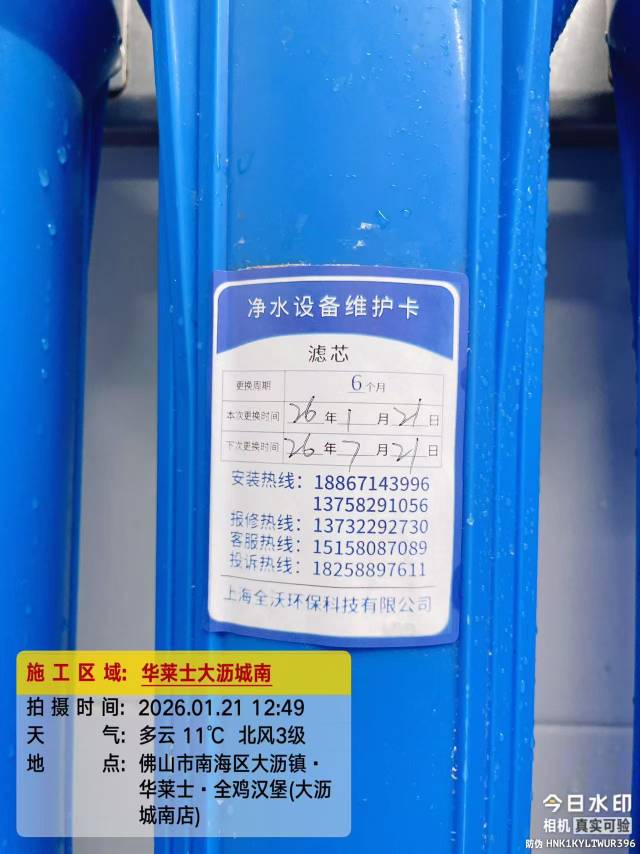 净水设备维护卡
滤芯
更换周期 6个月
本次更换时间 26年1月21日
下次更换时间 26年7月21日
安装热线：18867143996
13758291056
报修热线：13732292730
客服热线：15158087089
投诉热线：18258897611
上海全沃环保科技有限公司
施工区域：华莱士大沥城南
拍摄时间：2026.01.21 12:49
天气：多云 11℃ 北风3级
地点：佛山市南海区大沥镇·
华莱士·全鸡汉堡(大沥
城南店)
今日水印
相机 真实可验
防伪 HNK1KYLTWUR396